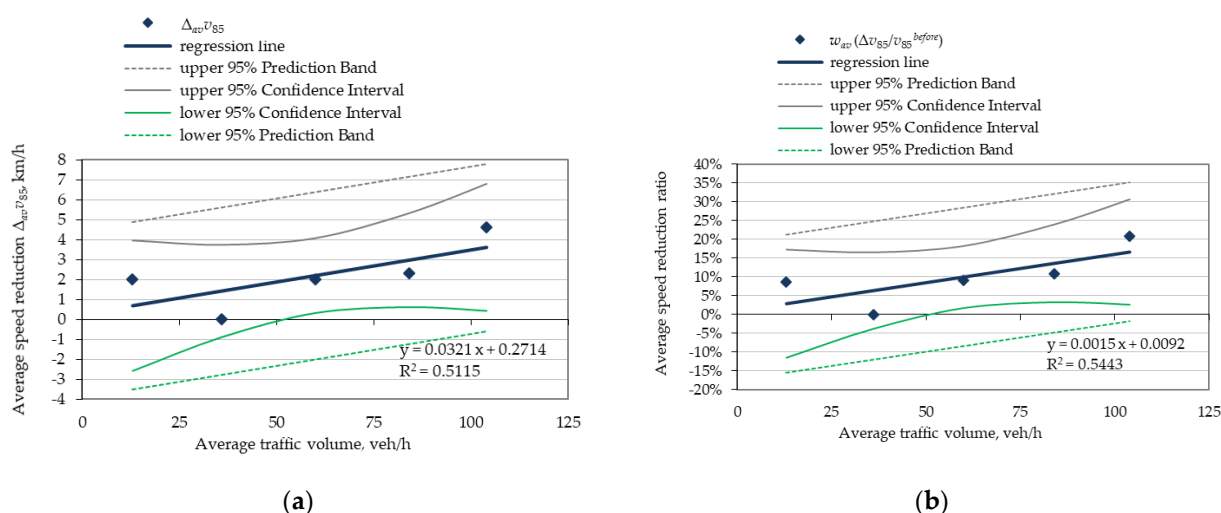 Δavv85
regression line
upper 95% Prediction Band
upper 95% Confidence Interval
lower 95% Confidence Interval
lower 95% Prediction Band
Average speed reduction Δavv85, km/h
8
7
6
5
4
3
2
1
0
-1
-2
-3
-4
y = 0.0321 x + 0.2714
R² = 0.5115
0 25 50 75 100 125
Average traffic volume, veh/h
(a)
wav (Δv85/v85before)
regression line
upper 95% Prediction Band
upper 95% Confidence Interval
lower 95% Confidence Interval
lower 95% Prediction Band
Average speed reduction ratio
40%
35%
30%
25%
20%
15%
10%
5%
0%
-5%
-10%
-15%
-20%
y = 0.0015 x + 0.0092
R² = 0.5443
0 25 50 75 100 125
Average traffic volume, veh/h
(b)